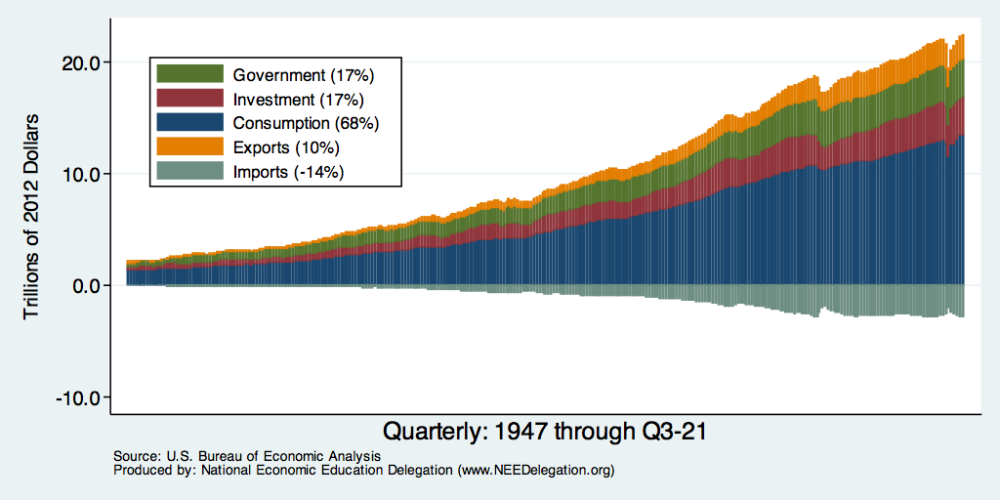 Trillions of 2012 Dollars
20.0
10.0
0.0
-10.0
Government (17%)
Investment (17%)
Consumption (68%)
Exports (10%)
Imports (-14%)
Quarterly: 1947 through Q3-21
Source: U.S. Bureau of Economic Analysis
Produced by: National Economic Education Delegation (www.NEEDelegation.org)